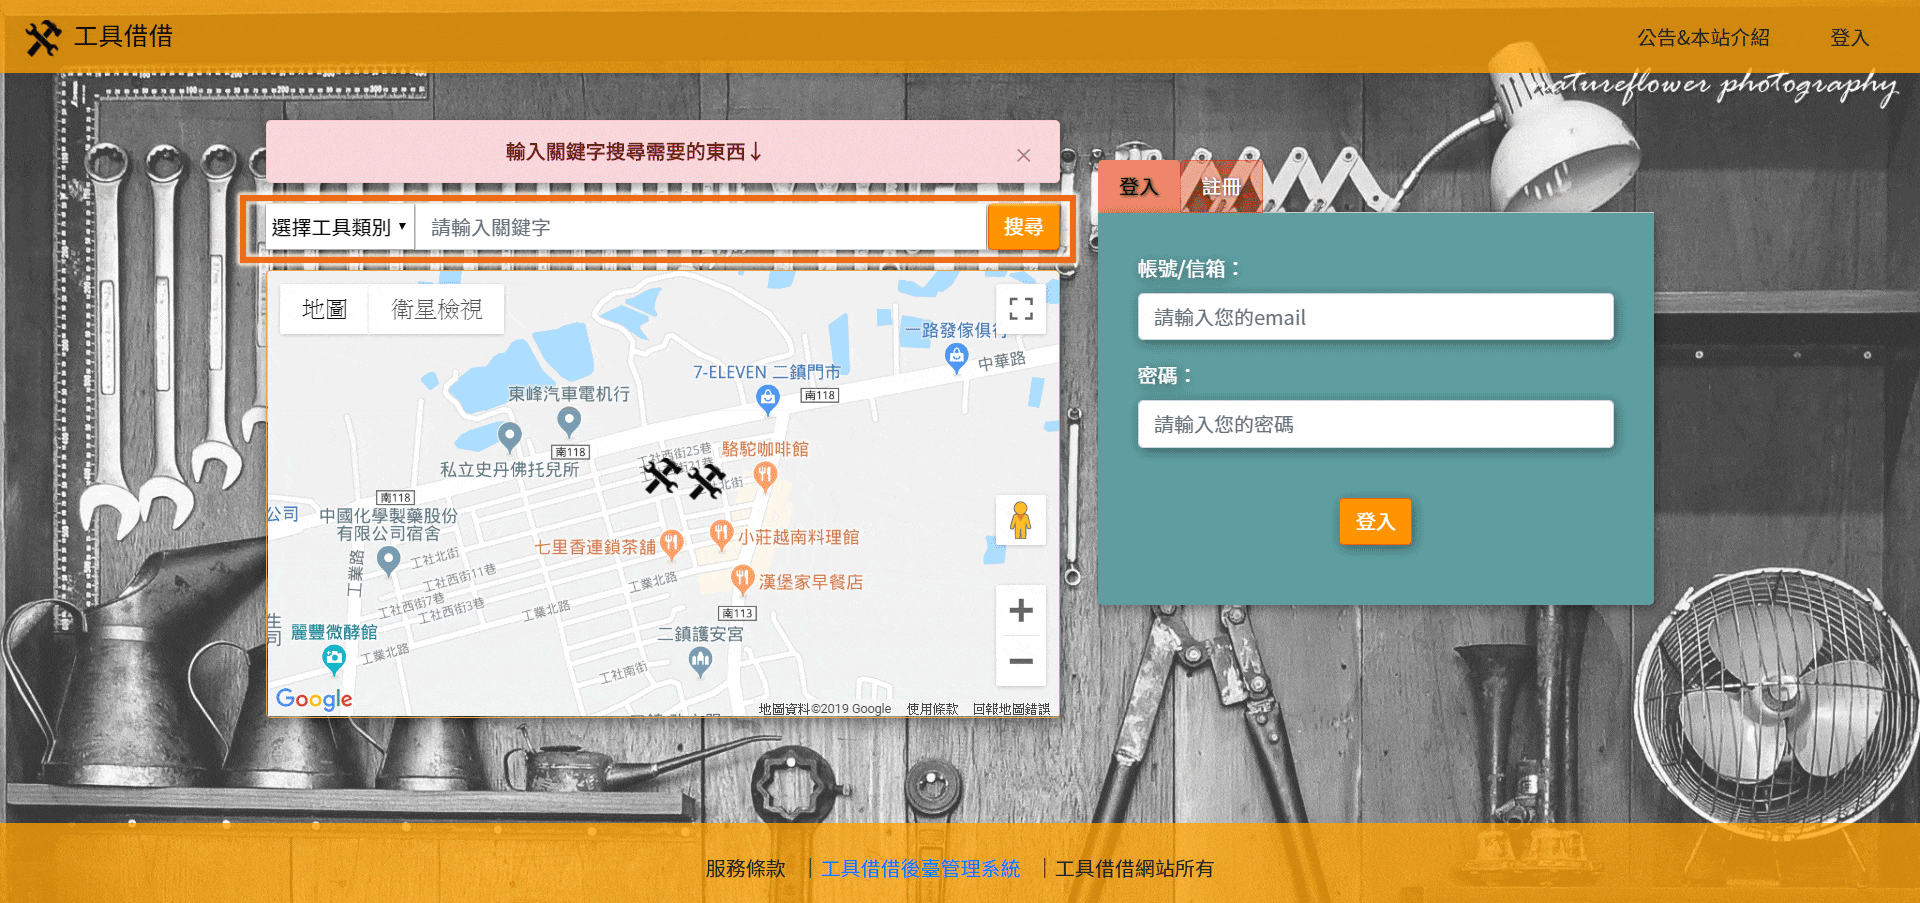 工具借借
公告&本站介紹
登入
natureflower photography
輸入關鍵字搜尋需要的東西↓
×
選擇工具類別
請輸入關鍵字
搜尋
登入
註冊
帳號/信箱：
請輸入您的email
密碼：
請輸入您的密碼
登入
地圖
衛星檢視
一路發傢俱行
中華路
7-ELEVEN 二鎮門市
南118
東峰汽車電机行
南118
私立史丹佛托兒所
工社西街25巷
駱駝咖啡館
南118
公司
中國化學製藥股份
有限公司宿舍
工業路
工社北街
七里香連鎖茶舖
小莊越南料理館
工社西街11巷
工業北路
漢堡家早餐店
工社西街7巷
工社西街3巷
工業北路
南113
麗豐微酵館
二鎮護安宮
工業北路
工社南街
Google
地圖資料©2019 Google
使用條款
回報地圖錯誤
服務條款
工具借借後臺管理系統
工具借借網站所有